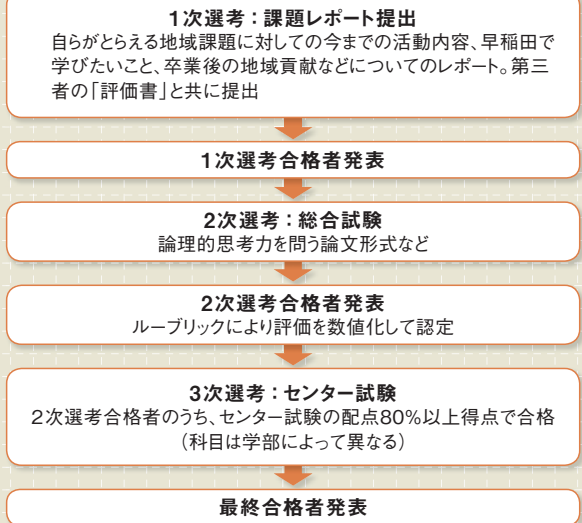 1次選考：課題レポート提出
自らがとらえる地域課題に対しての今までの活動内容、早稲田で
学びたいこと、卒業後の地域貢献などについてのレポート。第三
者の「評価書」と共に提出
1次選考合格者発表
2次選考：総合試験
論理的思考力を問う論文形式など
2次選考合格者発表
ルーブリックにより評価を数値化して認定
3次選考：センター試験
2次選考合格者のうち、センター試験の配点80%以上得点で合格
（科目は学部によって異なる）
最終合格者発表